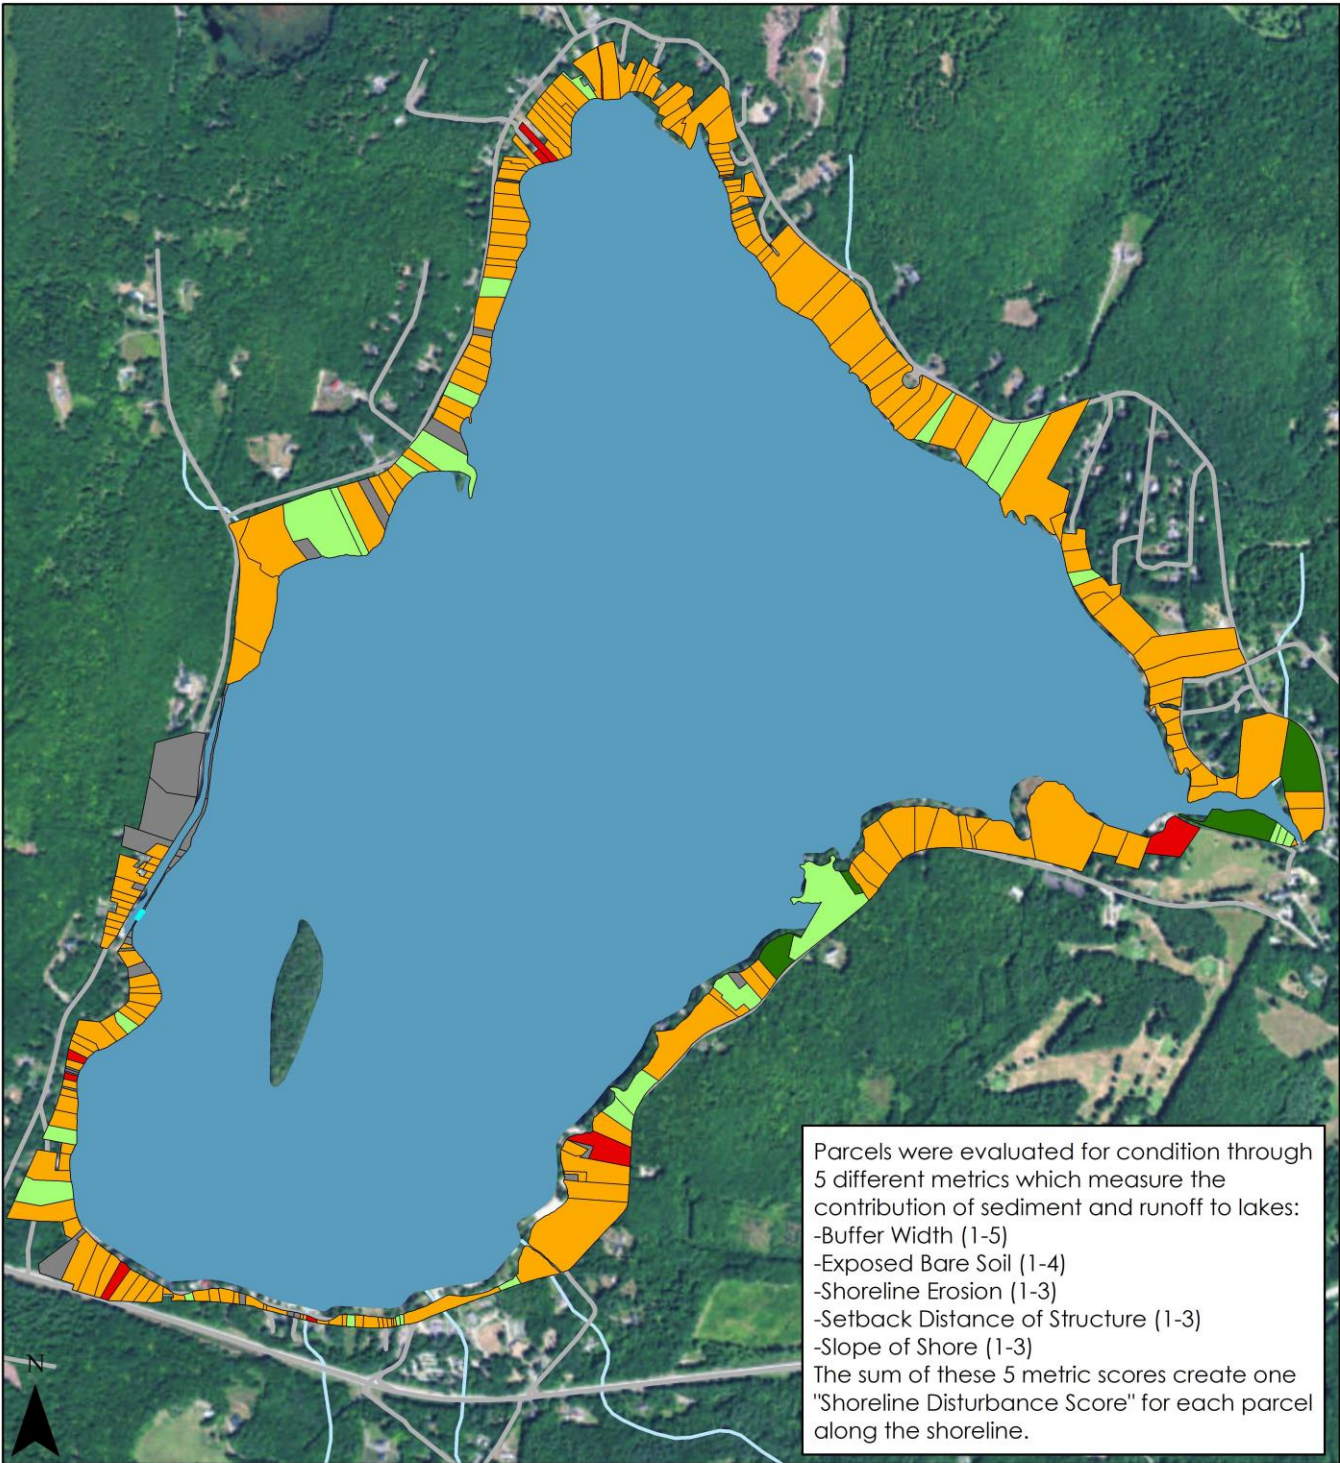 Parcels were evaluated for condition through
5 different metrics which measure the
contribution of sediment and runoff to lakes:
-Buffer Width (1-5)
-Exposed Bare Soil (1-4)
-Shoreline Erosion (1-3)
-Setback Distance of Structure (1-3)
-Slope of Shore (1-3)
The sum of these 5 metric scores create one
"Shoreline Disturbance Score" for each parcel
along the shoreline.
N